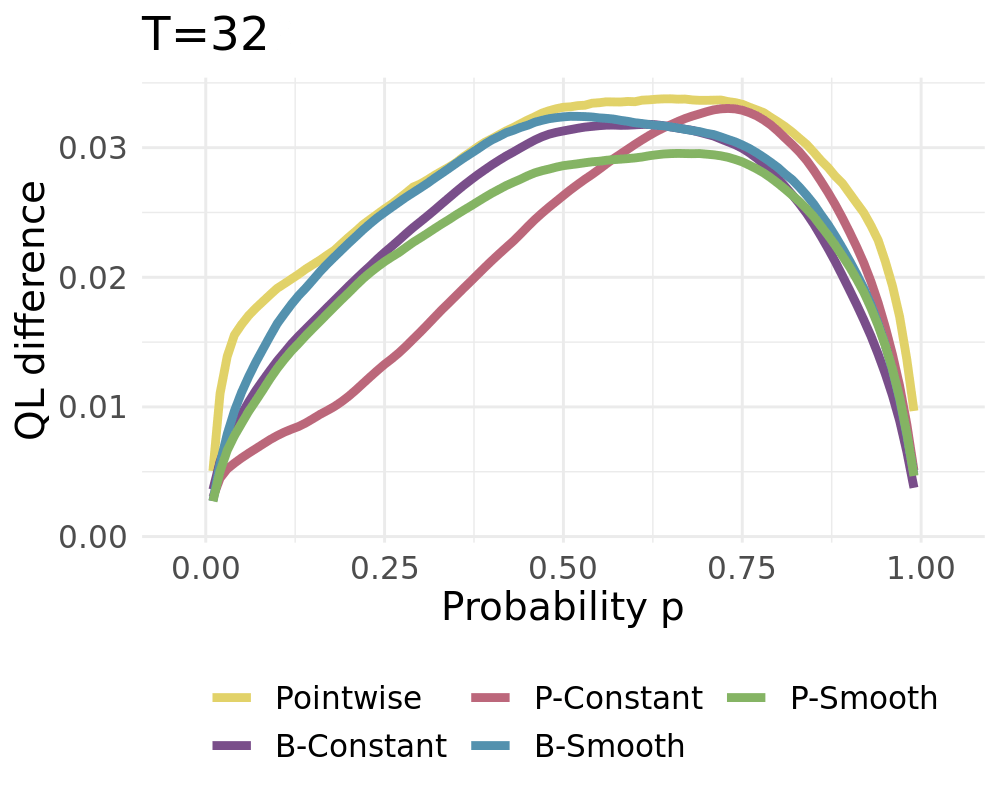 T=32
QL difference
0.03
0.02
0.01
0.00
0.00 0.25 0.50 0.75 1.00
Probability p
Pointwise P-Constant P-Smooth
B-Constant B-Smooth